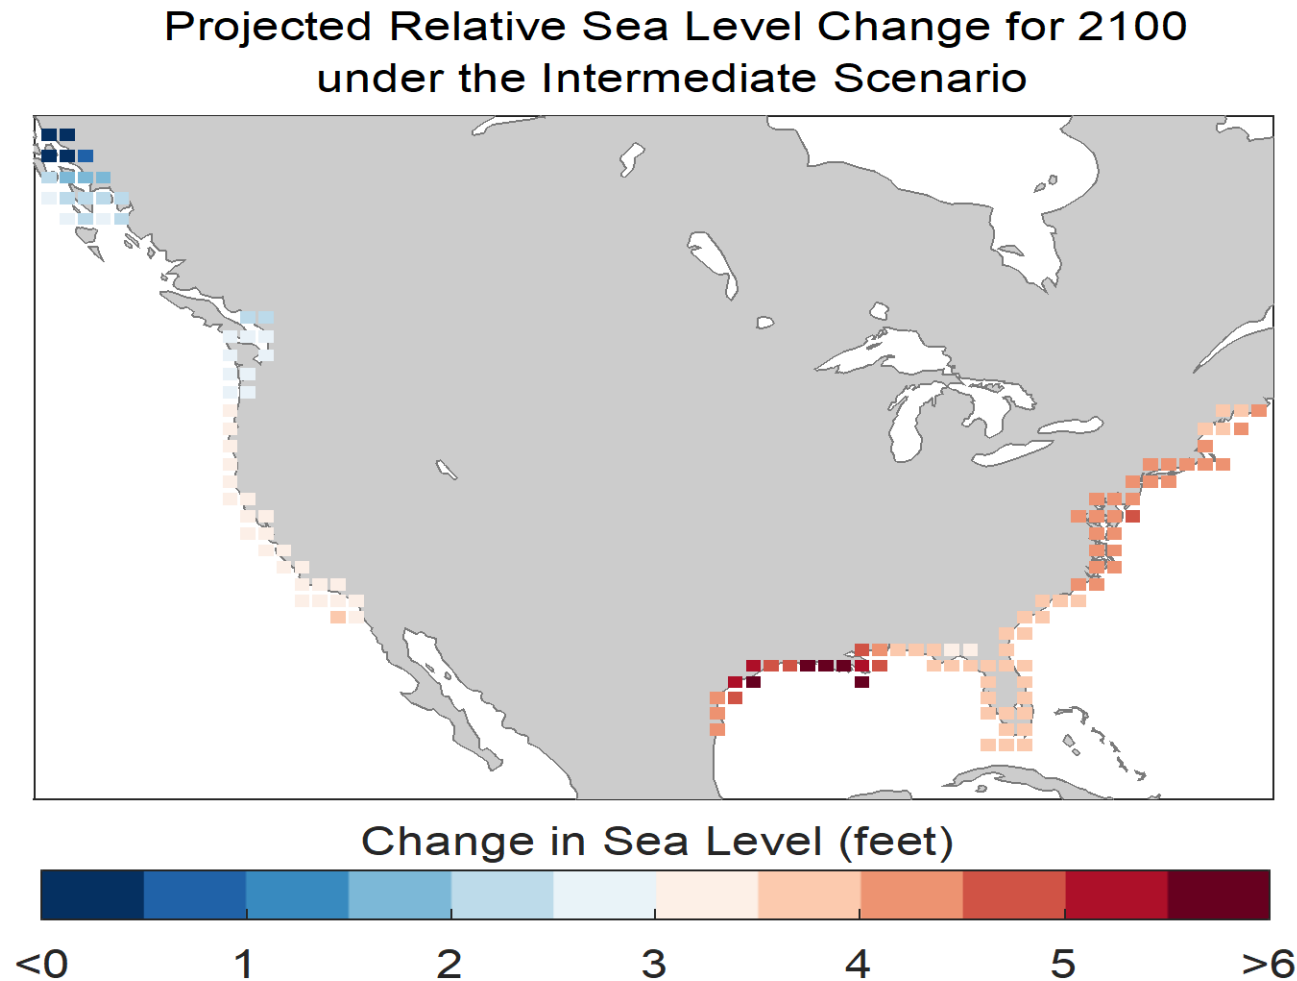 Projected Relative Sea Level Change for 2100
under the Intermediate Scenario
Change in Sea Level (feet)
<0 1 2 3 4 5 >6